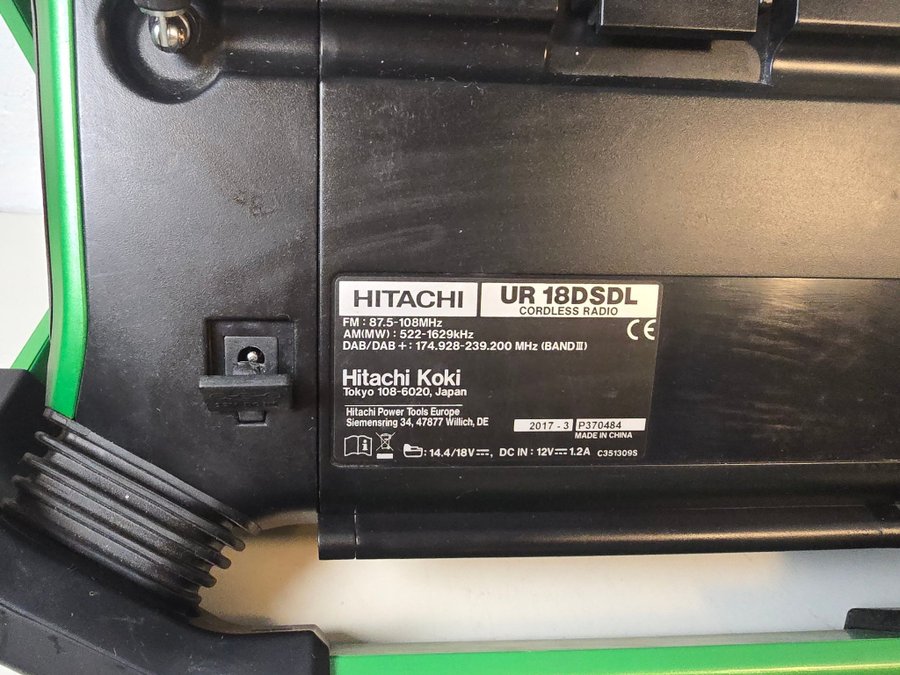 HITACHI
UR 18DSDL
CORDLESS RADIO
FM : 87.5-108MHz
AM(MW) : 522-1629kHz
DAB/DAB+ : 174.928-239.200 MHz (BAND III)
CE
Hitachi Koki
Tokyo 108-6020, Japan
Hitachi Power Tools Europe
Siemensring 34, 47877 Willich, DE
2017 - 3 P370484
MADE IN CHINA
: 14.4/18V⎓, DC IN : 12V⎓1.2A C351309S